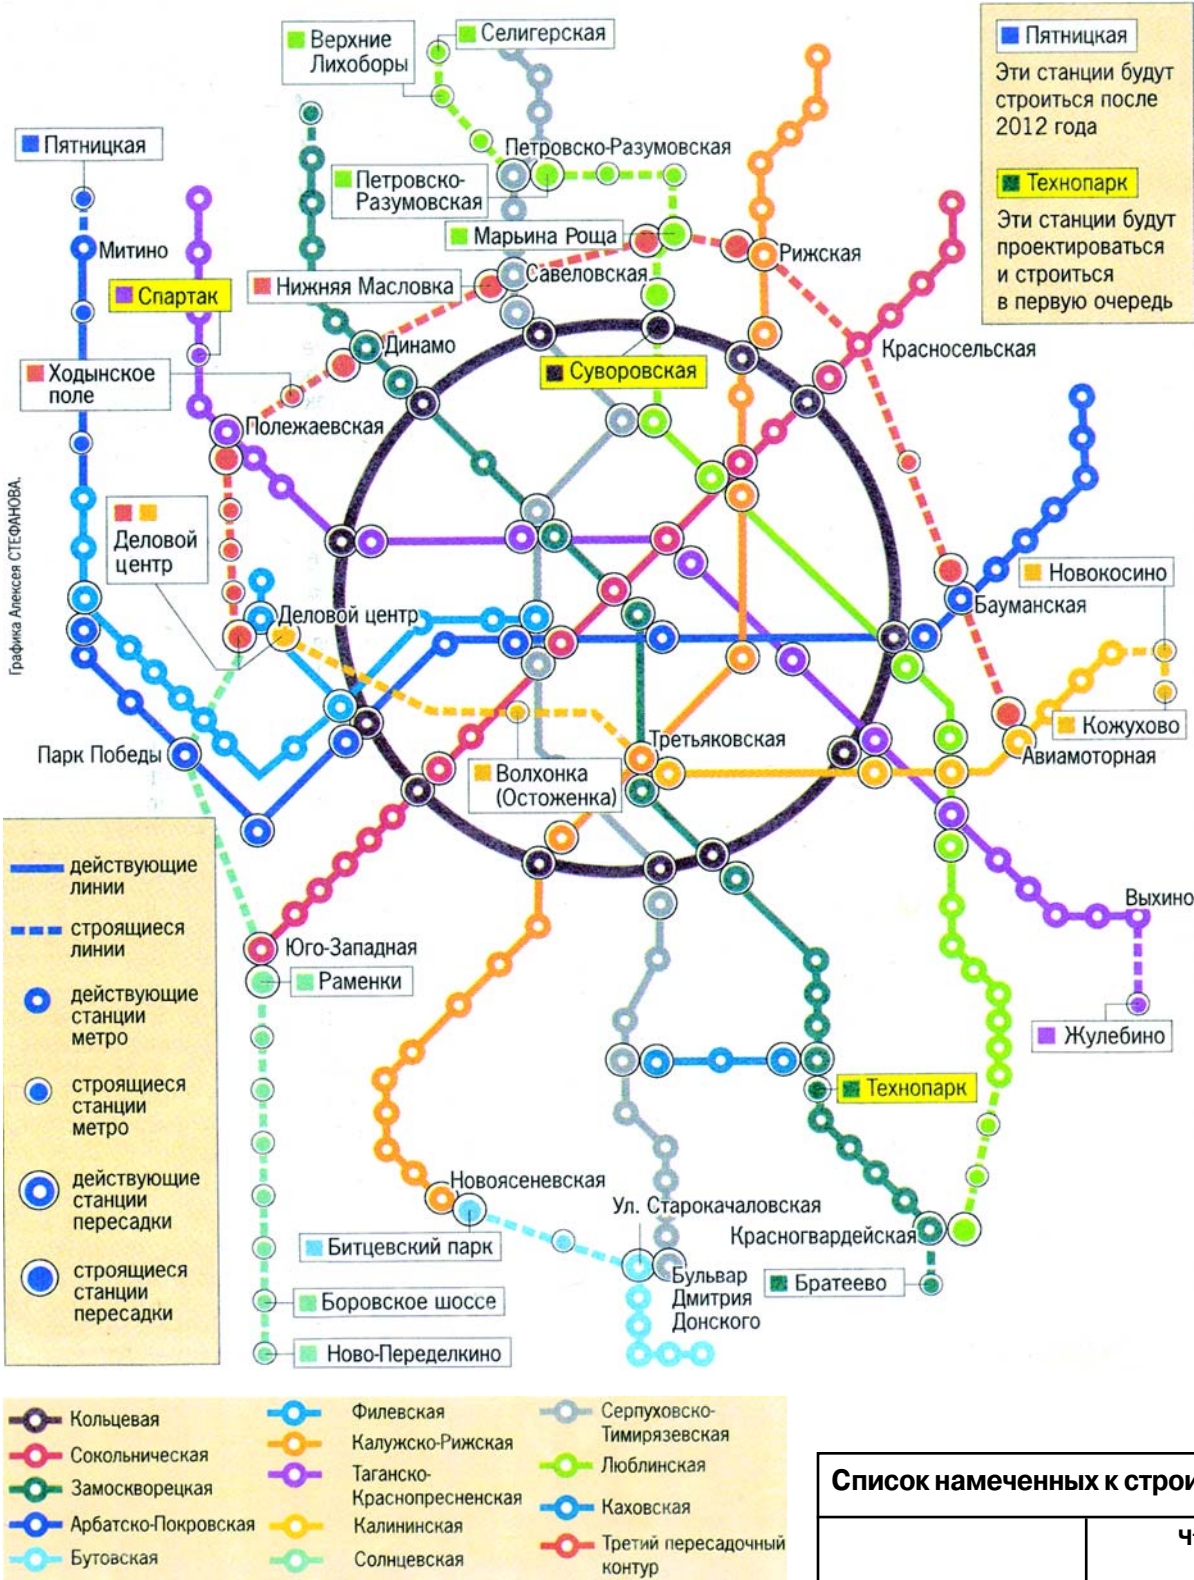 Верхние
Лихоборы
Селигерская
Пятницкая
Эти станции будут
строиться после
2012 года
Технопарк
Эти станции будут
проектироваться
и строиться
в первую очередь
Пятницкая
Петровско-Разумовская
Петровско-
Разумовская
Марьина Роща
Митино
Рижская
Савеловская
Спартак
Нижняя Масловка
Динамо
Красносельская
Ходынское
поле
Суворовская
Полежаевская
Графика Алексея СТЕФАНОВА.
Деловой
центр
Деловой центр
Новокосино
Бауманская
Кожухово
Парк Победы
Третьяковская
Авиамоторная
Волхонка
(Остоженка)
действующие
линии
строящиеся
линии
действующие
станции
метро
строящиеся
станции
метро
действующие
станции
пересадки
строящиеся
станции
пересадки
Выхино
Юго-Западная
Раменки
Жулебино
Технопарк
Новоясеневская
Ул. Старокачаловская
Битцевский парк
Красногвардейская
Бульвар
Дмитрия
Донского
Братеево
Боровское шоссе
Ново-Переделкино
Кольцевая
Сокольническая
Замоскворецкая
Арбатско-Покровская
Бутовская
Филевская
Калужско-Рижская
Таганско-
Краснопресненская
Калининская
Солнцевская
Серпуховско-
Тимирязевская
Люблинская
Каховская
Третий пересадочный
контур
Список намеченных к строи